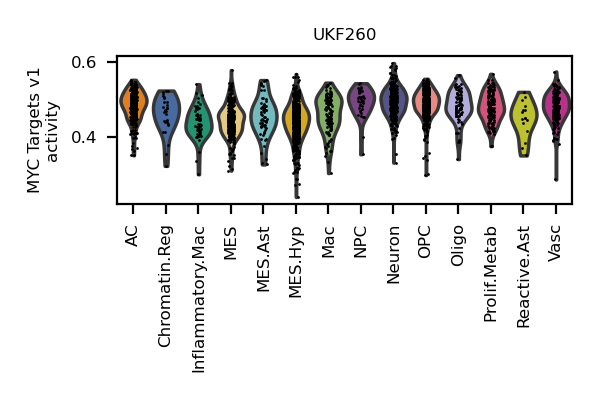 UKF260
MYC Targets v1
activity
0.6
0.4
AC
Chromatin.Reg
Inflammatory.Mac
MES
MES.Ast
MES.Hyp
Mac
NPC
Neuron
OPC
Oligo
Prolif.Metab
Reactive.Ast
Vasc